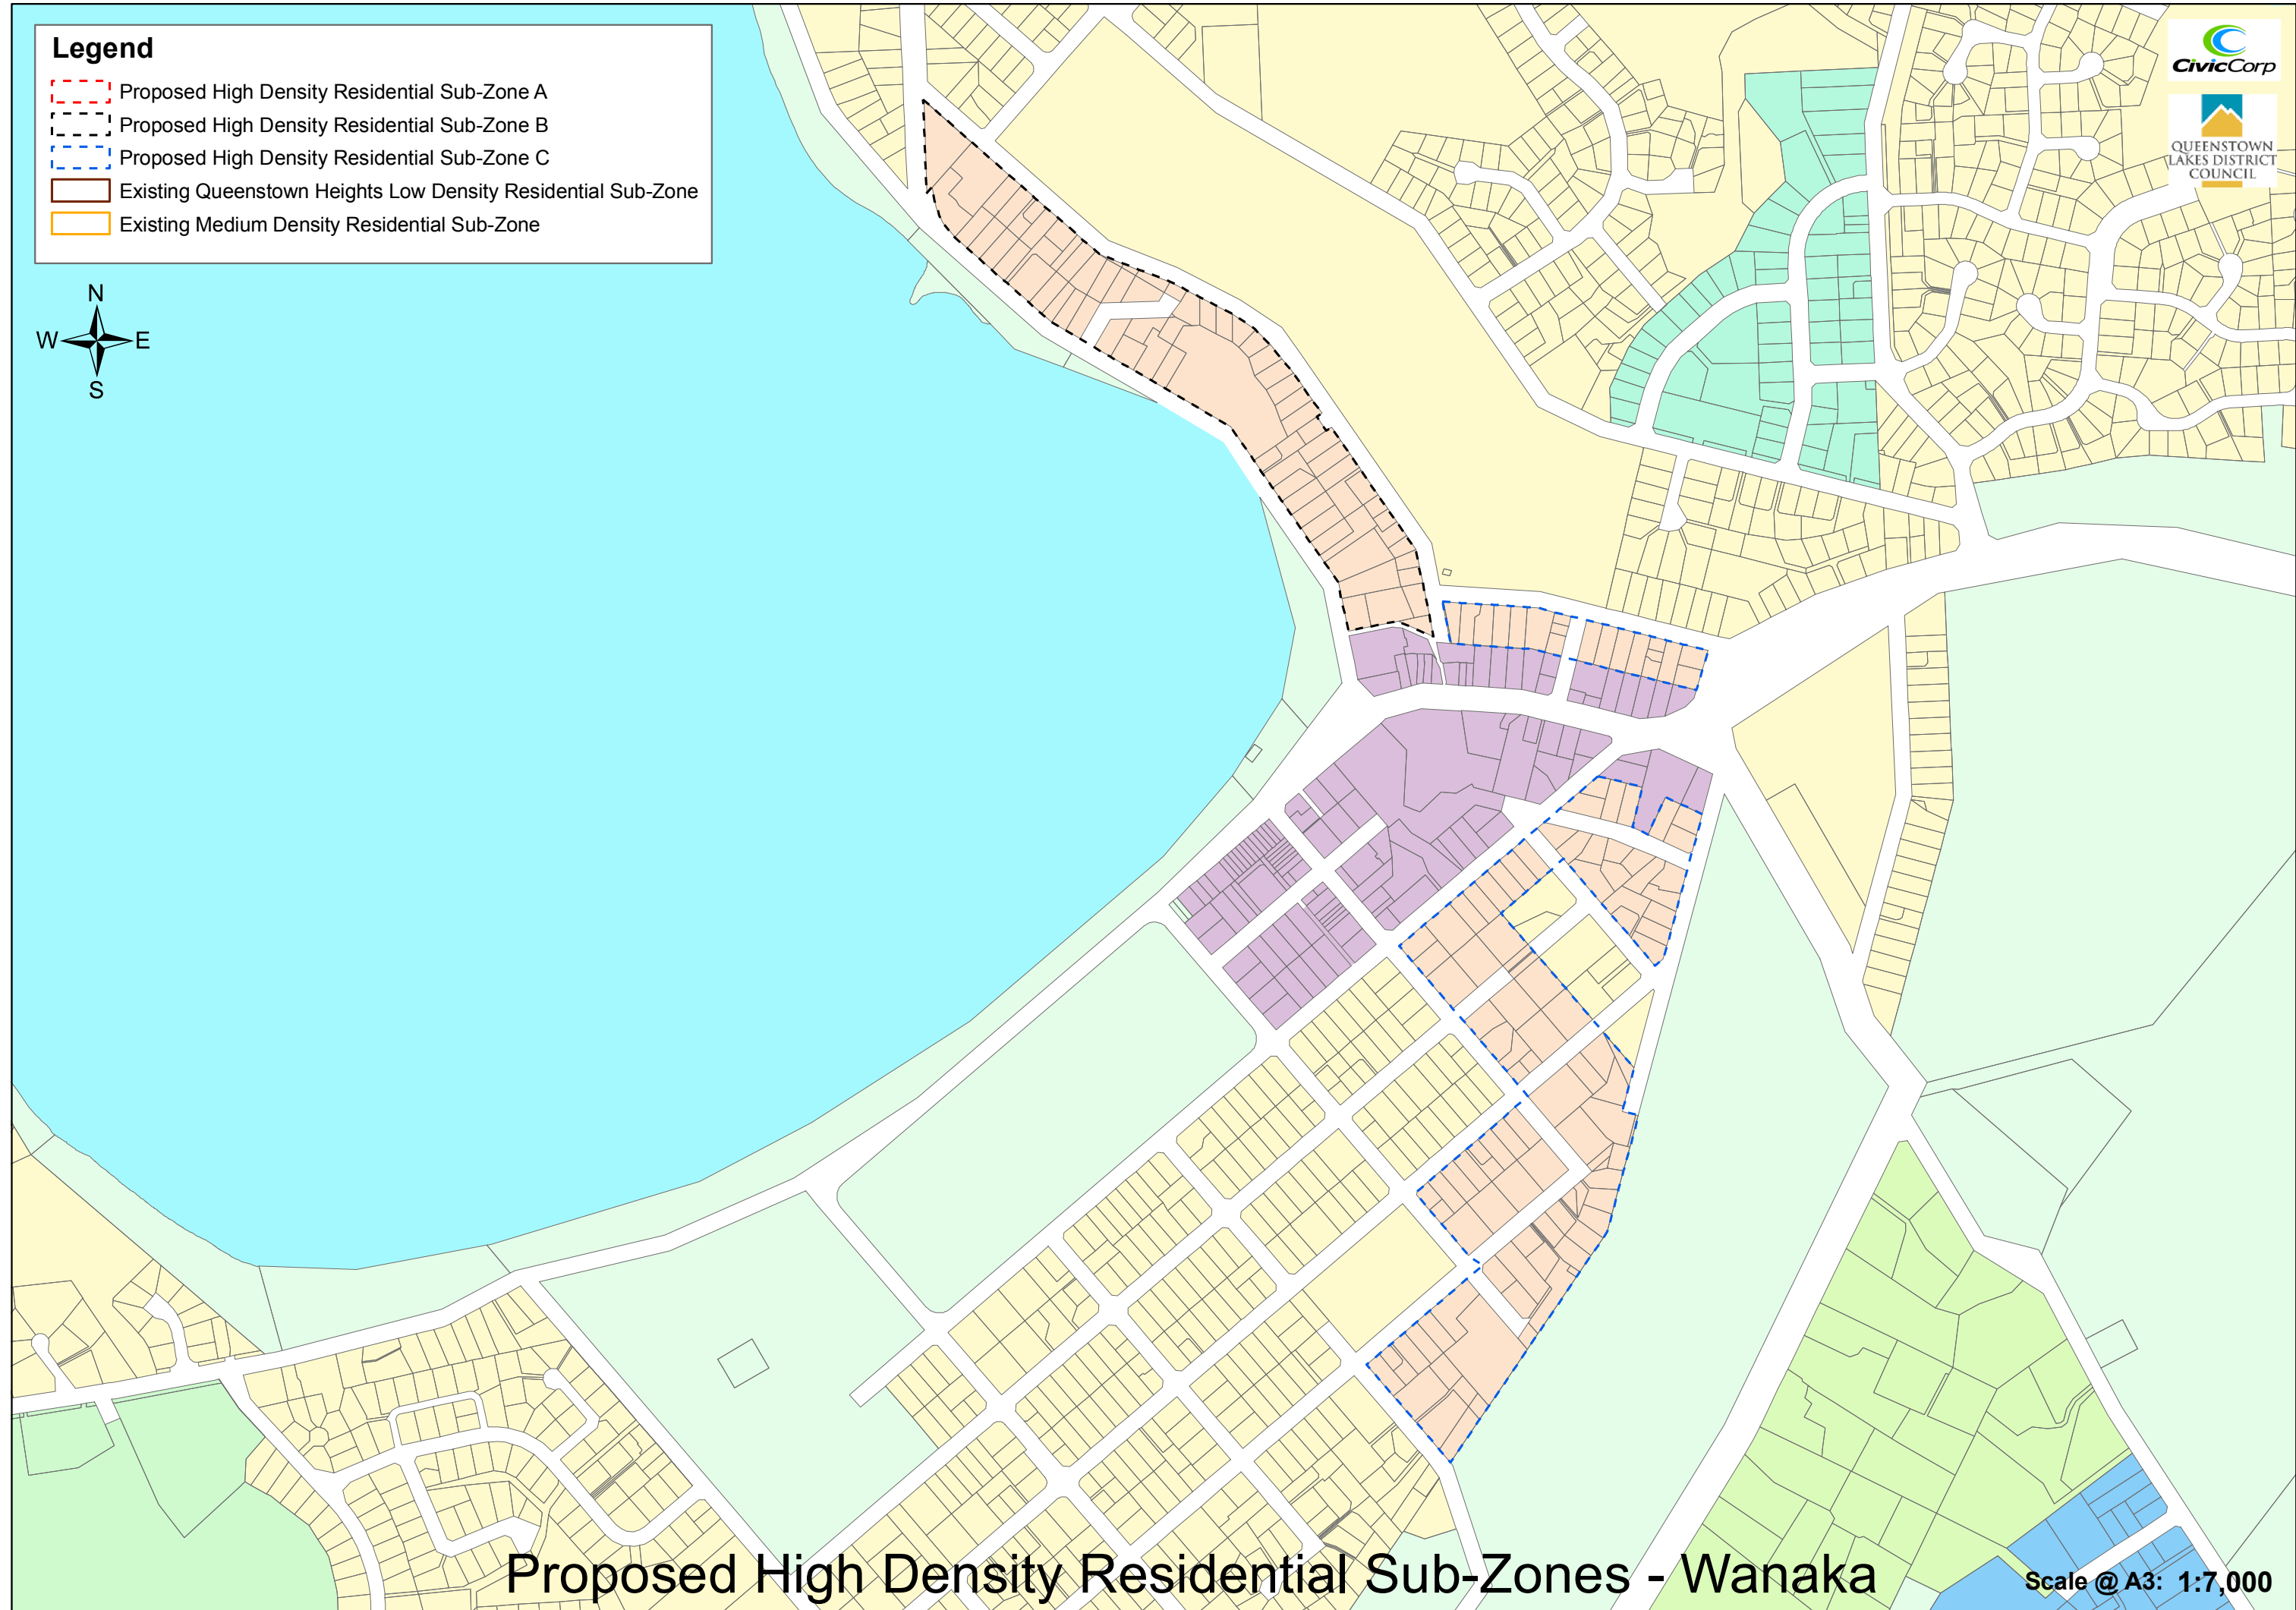 Legend
Proposed High Density Residential Sub-Zone A
Proposed High Density Residential Sub-Zone B
Proposed High Density Residential Sub-Zone C
Existing Queenstown Heights Low Density Residential Sub-Zone
Existing Medium Density Residential Sub-Zone
N
W E
S
CivicCorp
QUEENSTOWN
LAKES DISTRICT
COUNCIL
Proposed High Density Residential Sub-Zones - Wanaka
Scale @ A3: 1:7,000